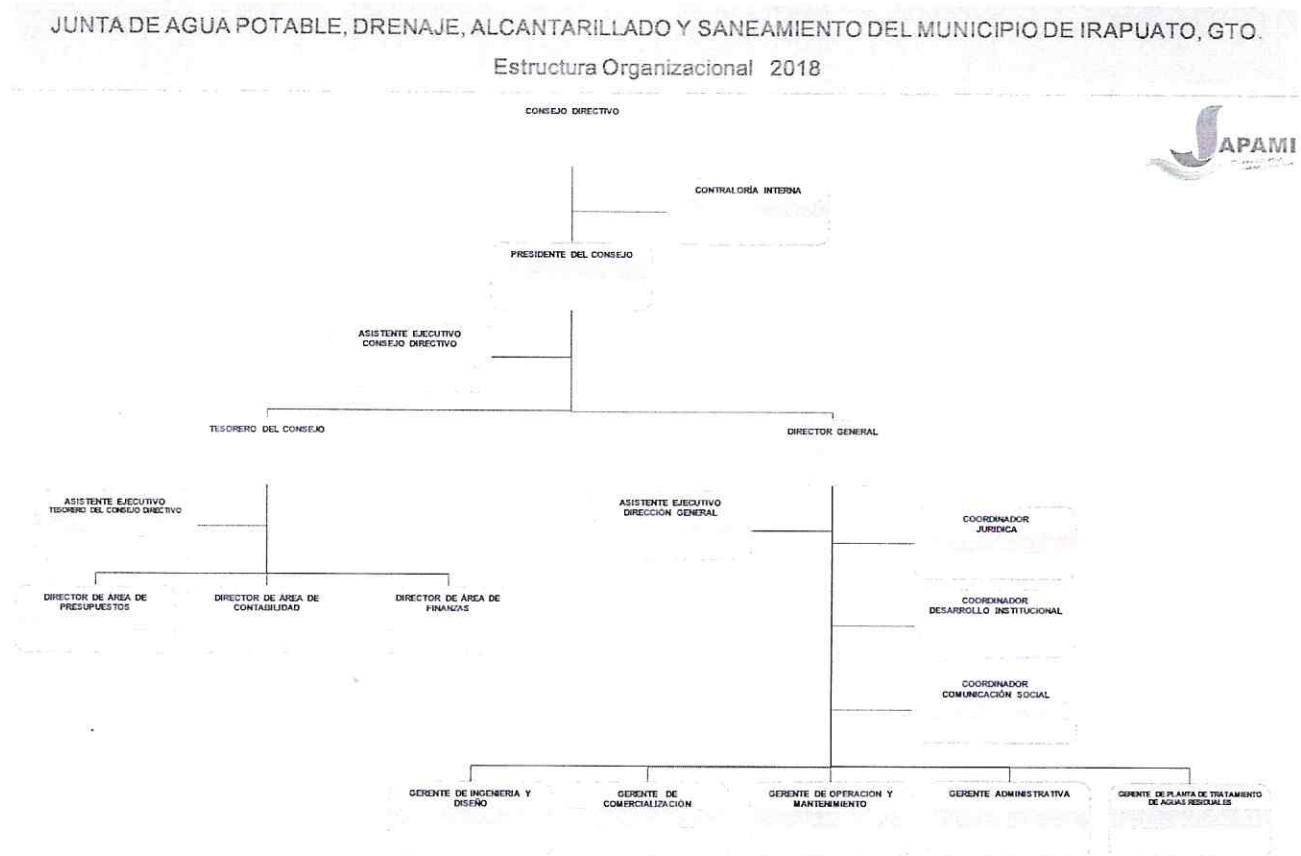 JUNTA DE AGUA POTABLE, DRENAJE, ALCANTARILLADO Y SANEAMIENTO DEL MUNICIPIO DE IRAPUATO, GTO.
Estructura Organizacional 2018
CONSEJO DIRECTIVO
JAPAMI
CONTRALORÍA INTERNA
PRESIDENTE DEL CONSEJO
ASISTENTE EJECUTIVO
CONSEJO DIRECTIVO
TESORERO DEL CONSEJO
DIRECTOR GENERAL
ASISTENTE EJECUTIVO
TESORERO DEL CONSEJO DIRECTIVO
ASISTENTE EJECUTIVO
DIRECCIÓN GENERAL
COORDINADOR
JURIDICA
DIRECTOR DE ÁREA DE
PRESUPUESTOS
DIRECTOR DE ÁREA DE
CONTABILIDAD
DIRECTOR DE ÁREA DE
FINANZAS
COORDINADOR
DESARROLLO INSTITUCIONAL
COORDINADOR
COMUNICACIÓN SOCIAL
GERENTE DE INGENIERIA Y
DISEÑO
GERENTE DE
COMERCIALIZACIÓN
GERENTE DE OPERACION Y
MANTENIMIENTO
GERENTE ADMINISTRATIVA
GERENTE DE PLANTA DE TRATAMIENTO
DE AGUAS RESIDUALES